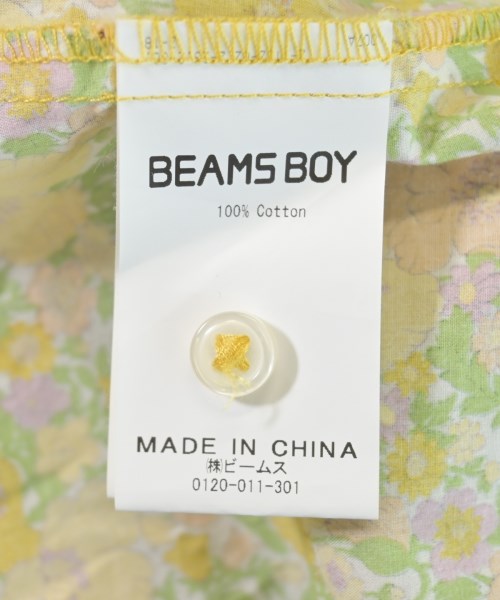 BEAMS BOY
100% Cotton
MADE IN CHINA
㈱ビームス
0120-011-301